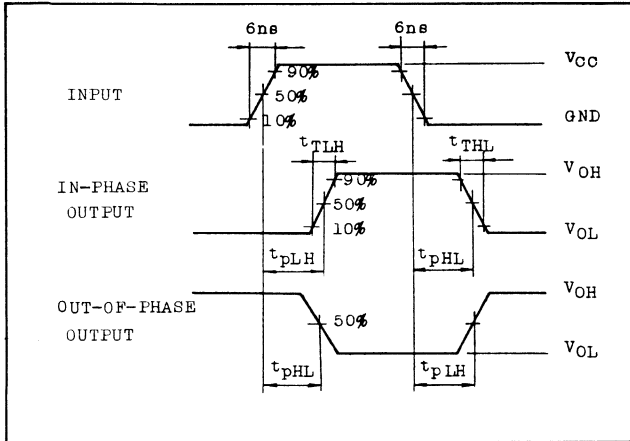 6ns 6ns
VCC
90%
INPUT 50%
10% GND
tTLH tTHL
VOH
IN-PHASE 90%
OUTPUT 50%
10% VOL
tpLH tpHL
VOH
OUT-OF-PHASE 50%
OUTPUT
VOL
tpHL tpLH